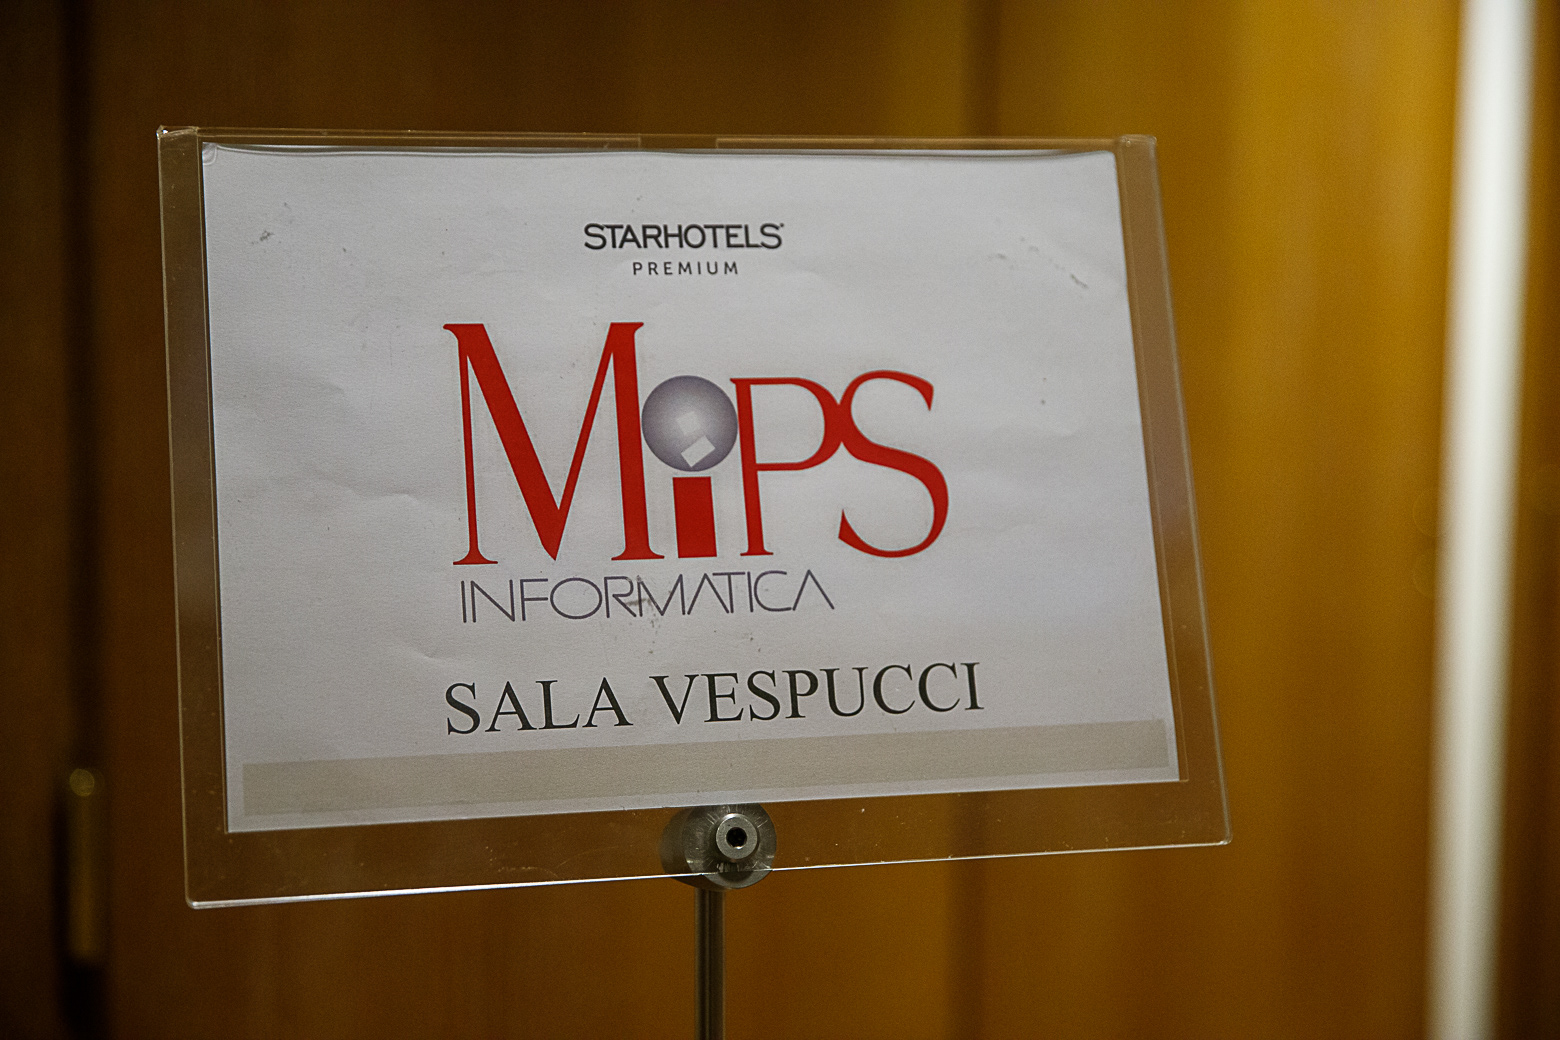 STARHOTELS
PREMIUM
MiPS
INFORMATICA
SALA VESPUCCI